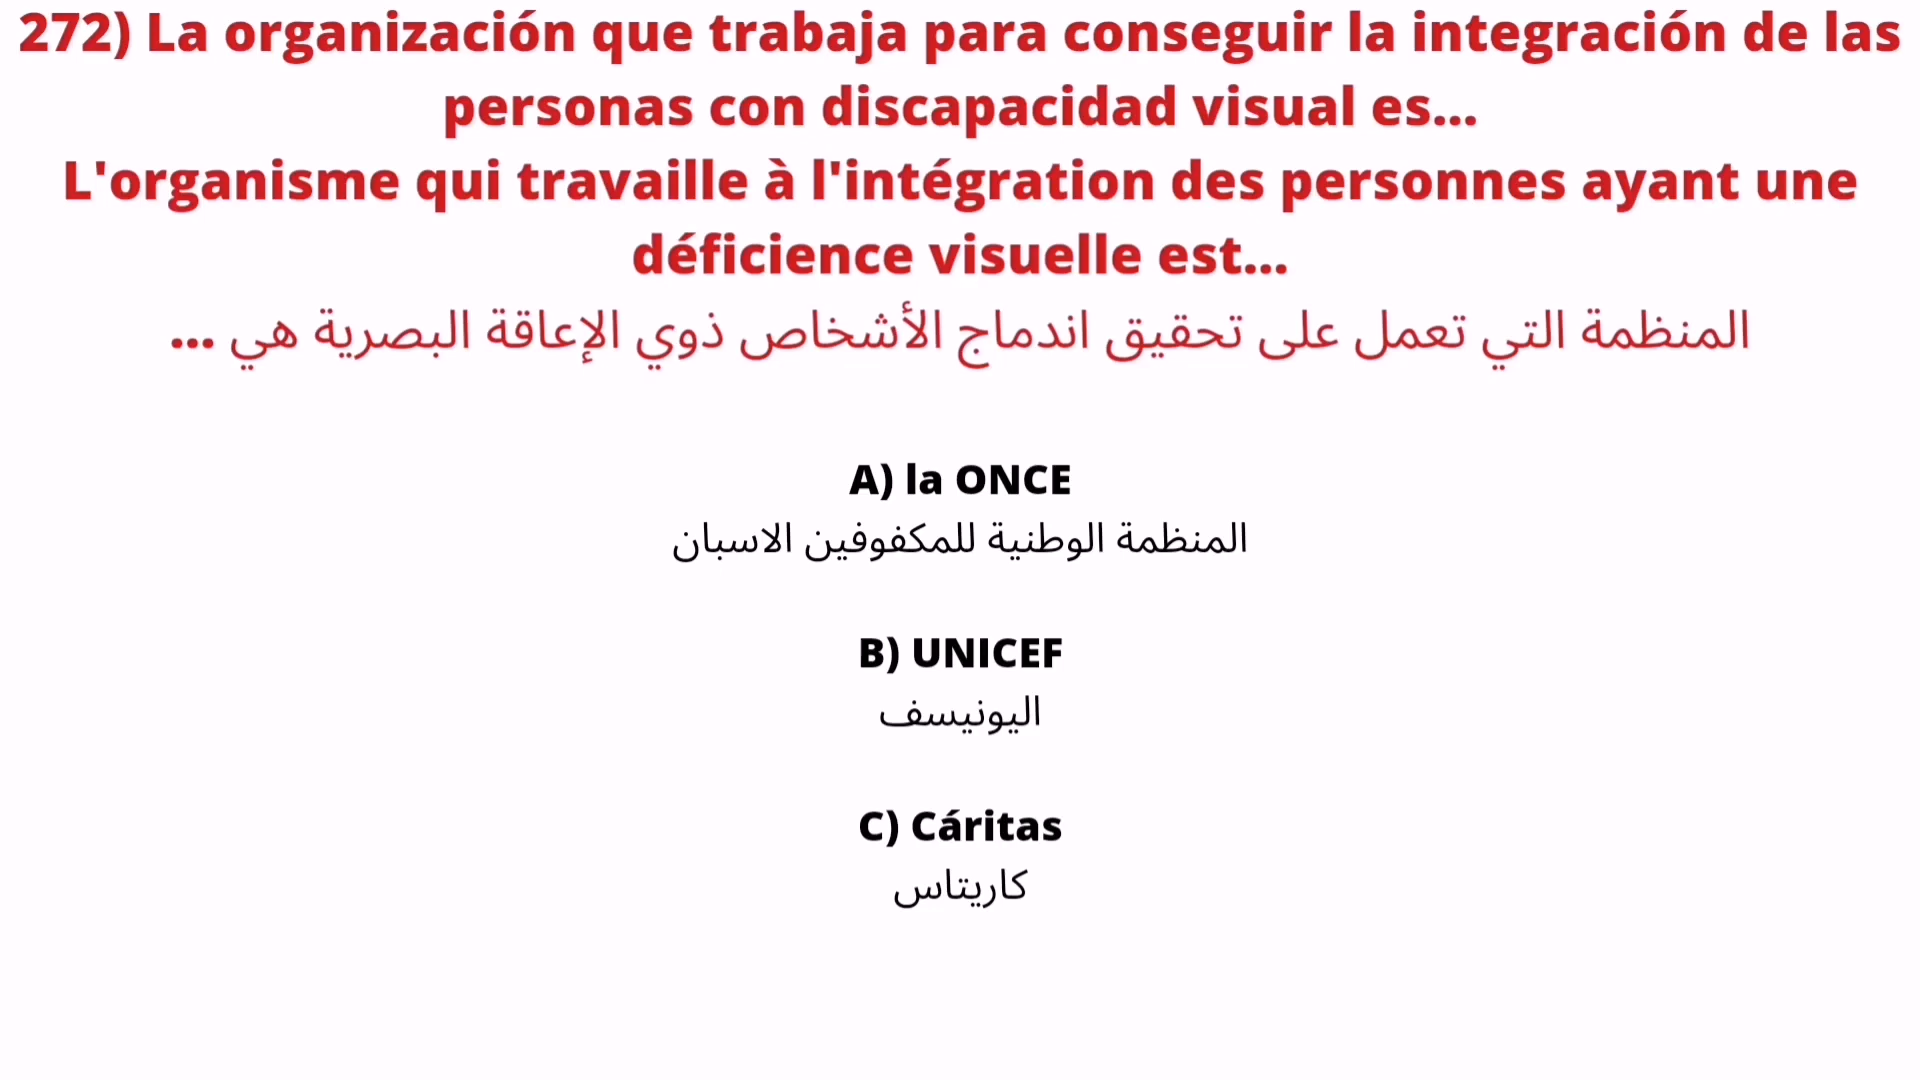 272) La organización que trabaja para conseguir la integración de las
personas con discapacidad visual es...
L'organisme qui travaille à l'intégration des personnes ayant une
déficience visuelle est...
المنظمة التي تعمل على تحقيق اندماج الأشخاص ذوي الإعاقة البصرية هي ...
A) la ONCE
المنظمة الوطنية للمكفوفين الاسبان
B) UNICEF
اليونيسف
C) Cáritas
كاريتاس